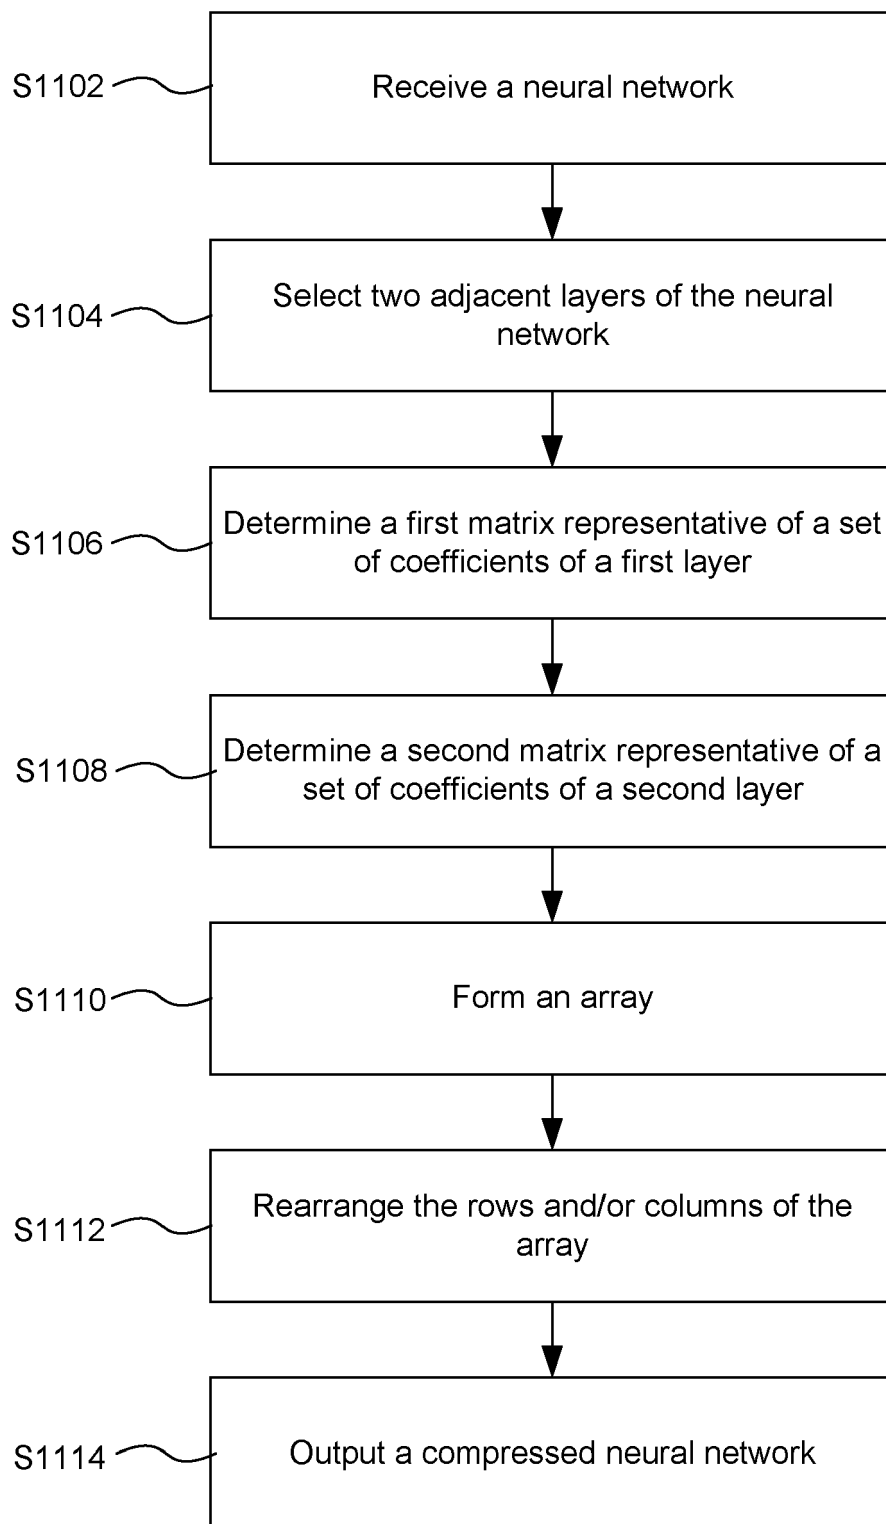 S1102
Receive a neural network
S1104
Select two adjacent layers of the neural
network
S1106
Determine a first matrix representative of a set
of coefficients of a first layer
S1108
Determine a second matrix representative of a
set of coefficients of a second layer
S1110
Form an array
S1112
Rearrange the rows and/or columns of the
array
S1114
Output a compressed neural network